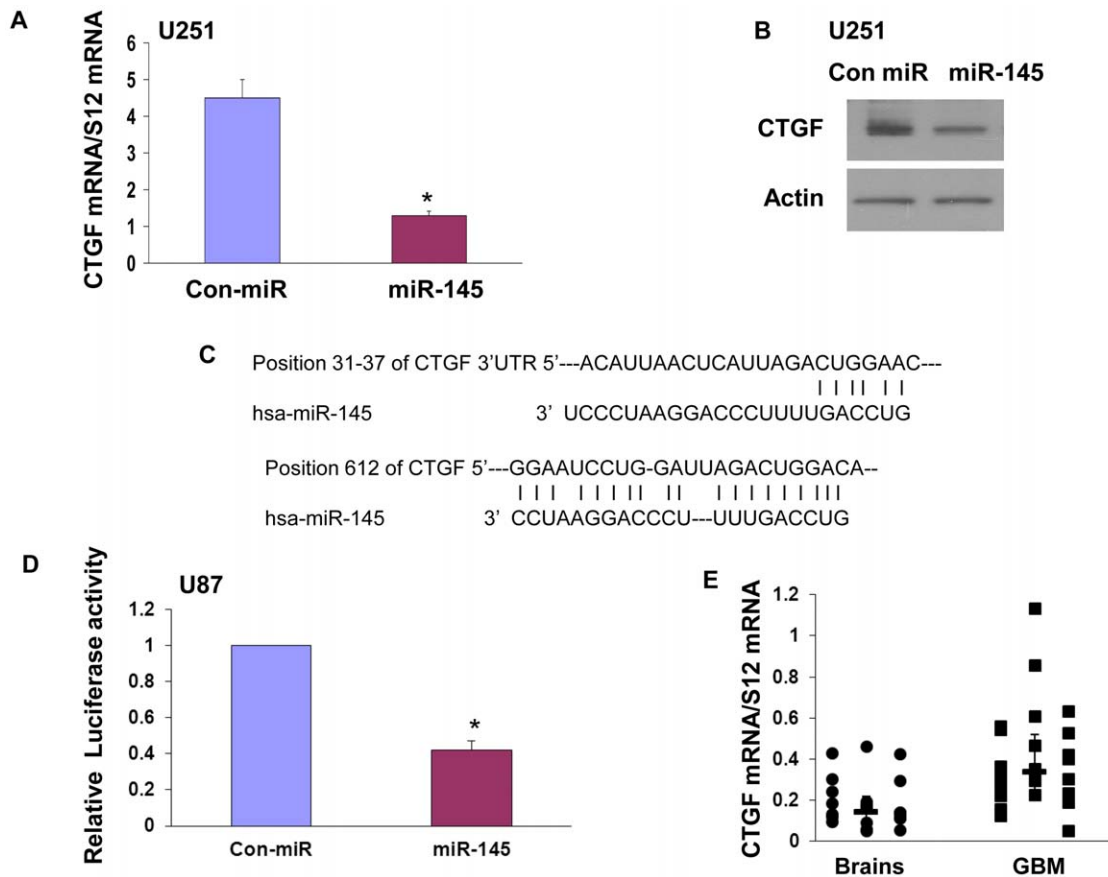 A
U251
CTGF mRNA/S12 mRNA
6
5
4
3
2
1
0
*
Con-miR miR-145
B U251
Con miR miR-145
CTGF
Actin
C
Position 31-37 of CTGF 3’UTR 5’---ACAUUAACUCAUUAGACUGGAAC---
hsa-miR-145 3’ UCCCUAAGGACCCUUUUGACCUG
Position 612 of CTGF 5’---GGAAUCCUG-GAUUAGACUGGACA--
hsa-miR-145 3’ CCUAAGGACCCU---UUUGACCUG
D
U87
Relative Luciferase activity
1.2
1
0.8
0.6
0.4
0.2
0
*
Con-miR miR-145
E
CTGF mRNA/S12 mRNA
1.2
1
0.8
0.6
0.4
0.2
0
Brains GBM